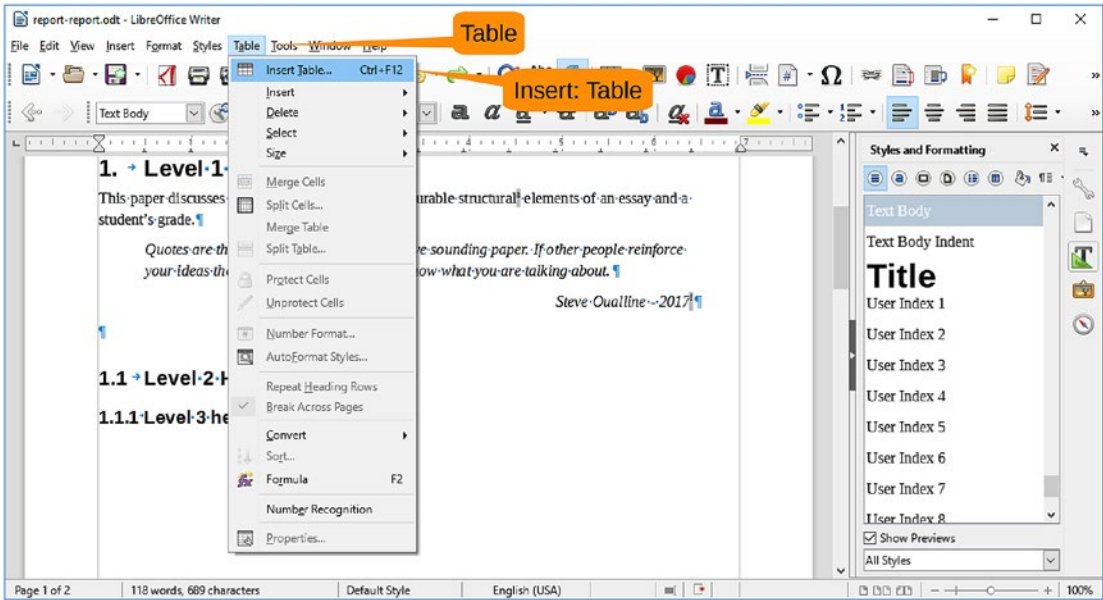 report-report.odt - LibreOffice Writer
File Edit View Insert Format Styles Table Tools Window Help
Table
Insert Table... Ctrl+F12
Insert: Table
Text Body
Insert
Delete
Select
Size
Merge Cells
Split Cells...
Merge Table
Split Table...
Protect Cells
Unprotect Cells
Number Format...
AutoFormat Styles...
Repeat Heading Rows
Break Across Pages
Convert
Sort...
Formula F2
Number Recognition
Properties...
1. Level·1·
This·paper·discusses· urable·structural elements·of·an·essay·and·a·
student's·grade.¶
Quotes·are·th e·sounding·paper.·If·other·people·reinforce·
your·ideas·the ow·what·you·are·talking·about.·¶
Steve·Oualline·–·2017 ¶
¶
1.1 Level·2·H
1.1.1 Level·3·he
Styles and Formatting
Text Body
Text Body Indent
Title
User Index 1
User Index 2
User Index 3
User Index 4
User Index 5
User Index 6
User Index 7
User Index 8
Show Previews
All Styles
Page 1 of 2 118 words, 689 characters Default Style English (USA) 100%